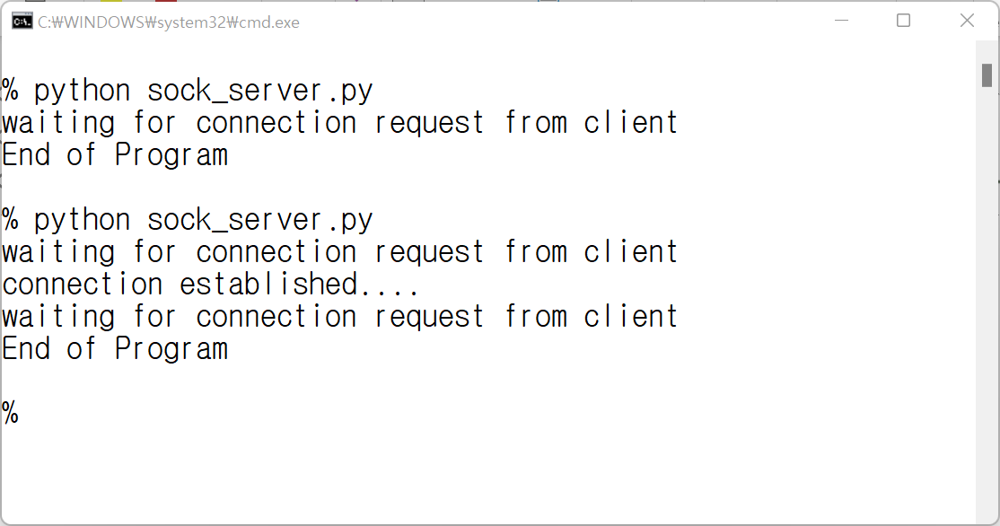 C:₩WINDOWS₩system32₩cmd.exe
% python sock_server.py
waiting for connection request from client
End of Program
% python sock_server.py
waiting for connection request from client
connection established....
waiting for connection request from client
End of Program
%